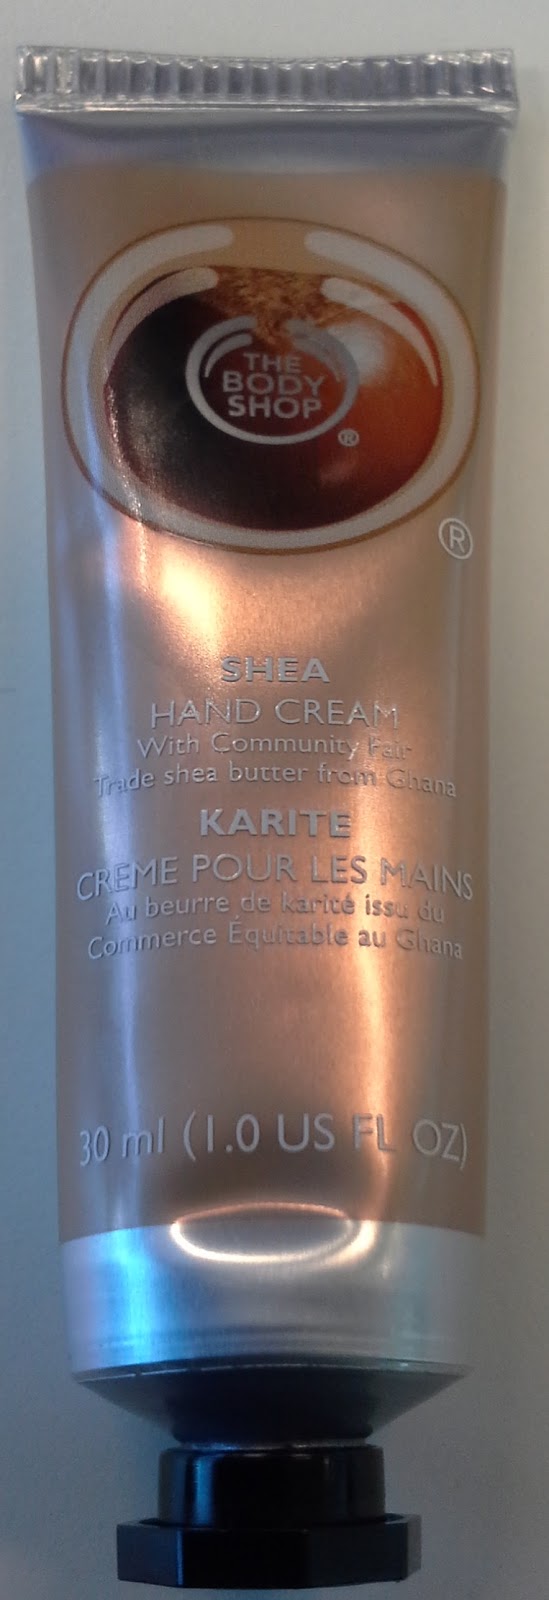 THE
BODY
SHOP
®
®
SHEA
HAND CREAM
With Community Fair
Trade shea butter from Ghana
KARITE
CREME POUR LES MAINS
Au beurre de karité issu du
Commerce Équitable au Ghana
30 ml (1.0 US FL OZ)